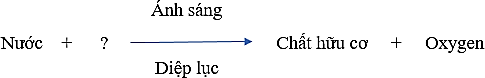 Ánh sáng
Nước + ? Chất hữu cơ + Oxygen
Diệp lục